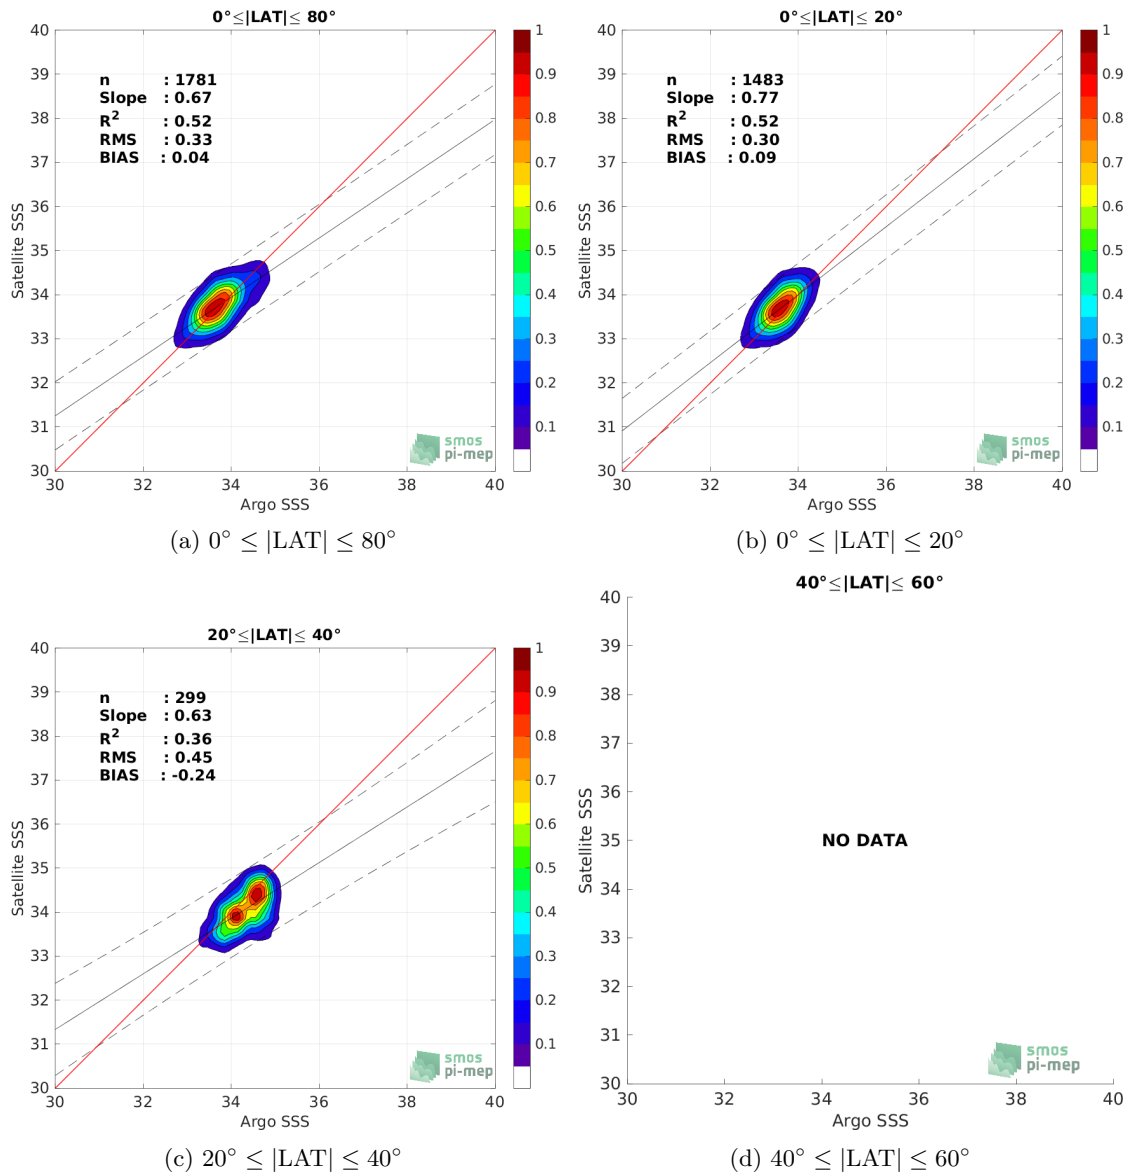 0°≤|LAT|≤ 80°
40
39
38
37
36
35
34
33
32
31
30
Satellite SSS
n : 1781
Slope : 0.67
R² : 0.52
RMS : 0.33
BIAS : 0.04
smos
pi-mep
30 32 34 36 38 40
Argo SSS
1
0.9
0.8
0.7
0.6
0.5
0.4
0.3
0.2
0.1
(a) 0° ≤ |LAT| ≤ 80°
0°≤|LAT|≤ 20°
40
39
38
37
36
35
34
33
32
31
30
Satellite SSS
n : 1483
Slope : 0.77
R² : 0.52
RMS : 0.30
BIAS : 0.09
smos
pi-mep
30 32 34 36 38 40
Argo SSS
1
0.9
0.8
0.7
0.6
0.5
0.4
0.3
0.2
0.1
(b) 0° ≤ |LAT| ≤ 20°
20°≤|LAT|≤ 40°
40
39
38
37
36
35
34
33
32
31
30
Satellite SSS
n : 299
Slope : 0.63
R² : 0.36
RMS : 0.45
BIAS : -0.24
smos
pi-mep
30 32 34 36 38 40
Argo SSS
1
0.9
0.8
0.7
0.6
0.5
0.4
0.3
0.2
0.1
(c) 20° ≤ |LAT| ≤ 40°
40°≤|LAT|≤ 60°
40
39
38
37
36
35
34
33
32
31
30
Satellite SSS
NO DATA
smos
pi-mep
30 32 34 36 38 40
Argo SSS
(d) 40° ≤ |LAT| ≤ 60°